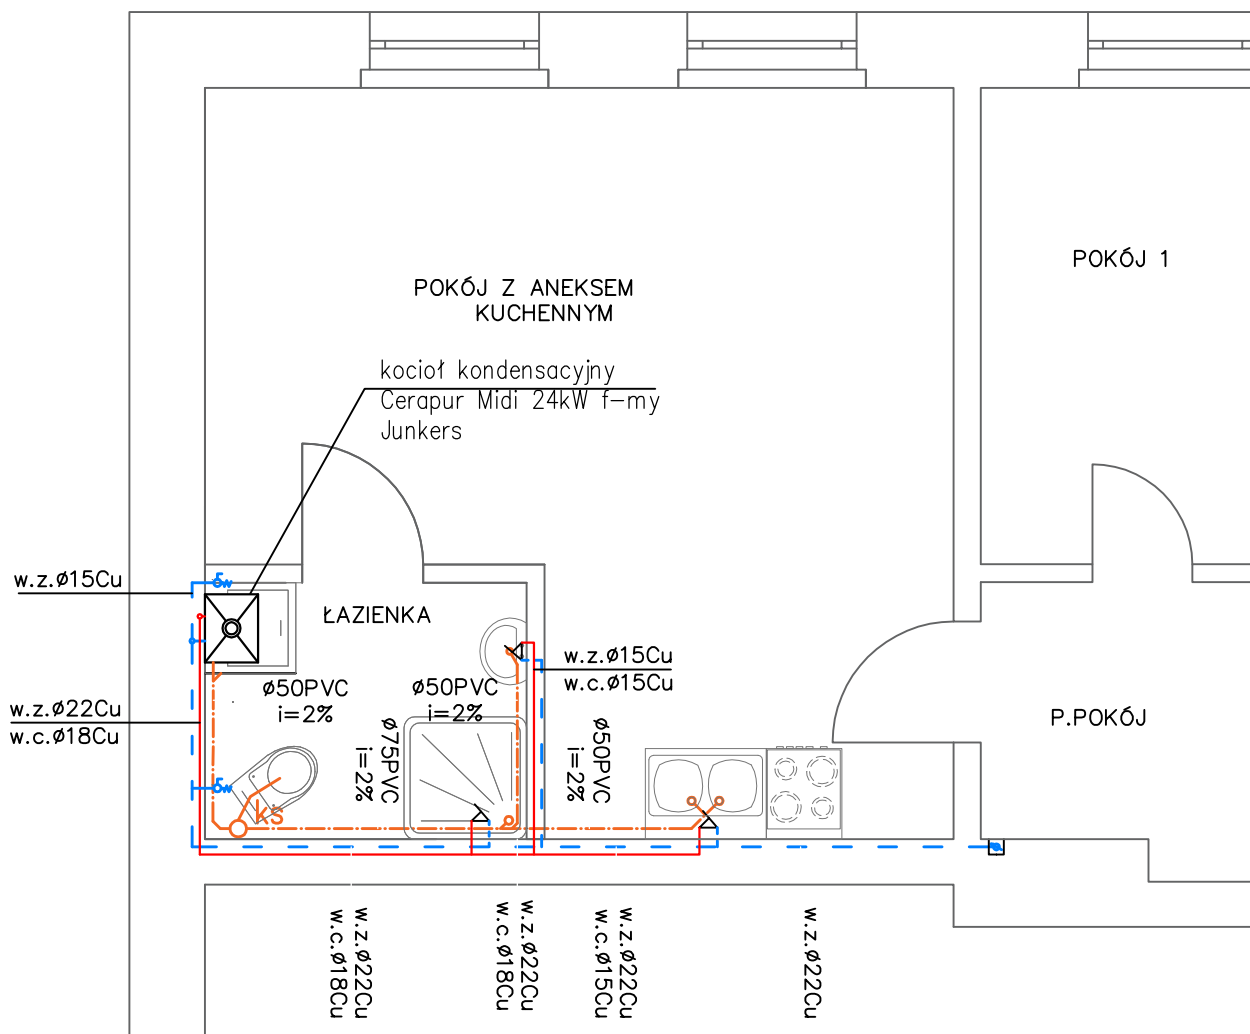 POKÓJ 1
POKÓJ Z ANEKSEM
KUCHENNYM
kocioł kondensacyjny
Cerapur Midi 24kW f-my
Junkers
w.z.ø15Cu
ŁAZIENKA
w.z.ø15Cu
w.c.ø15Cu
ø50PVC
i=2%
ø50PVC
i=2%
w.z.ø22Cu
w.c.ø18Cu
ø75PVC
i=2%
ø50PVC
i=2%
P.POKÓJ
ks
w.z.ø22Cu
w.c.ø18Cu
w.z.ø22Cu
w.c.ø18Cu
w.z.ø22Cu
w.c.ø15Cu
w.z.ø22Cu